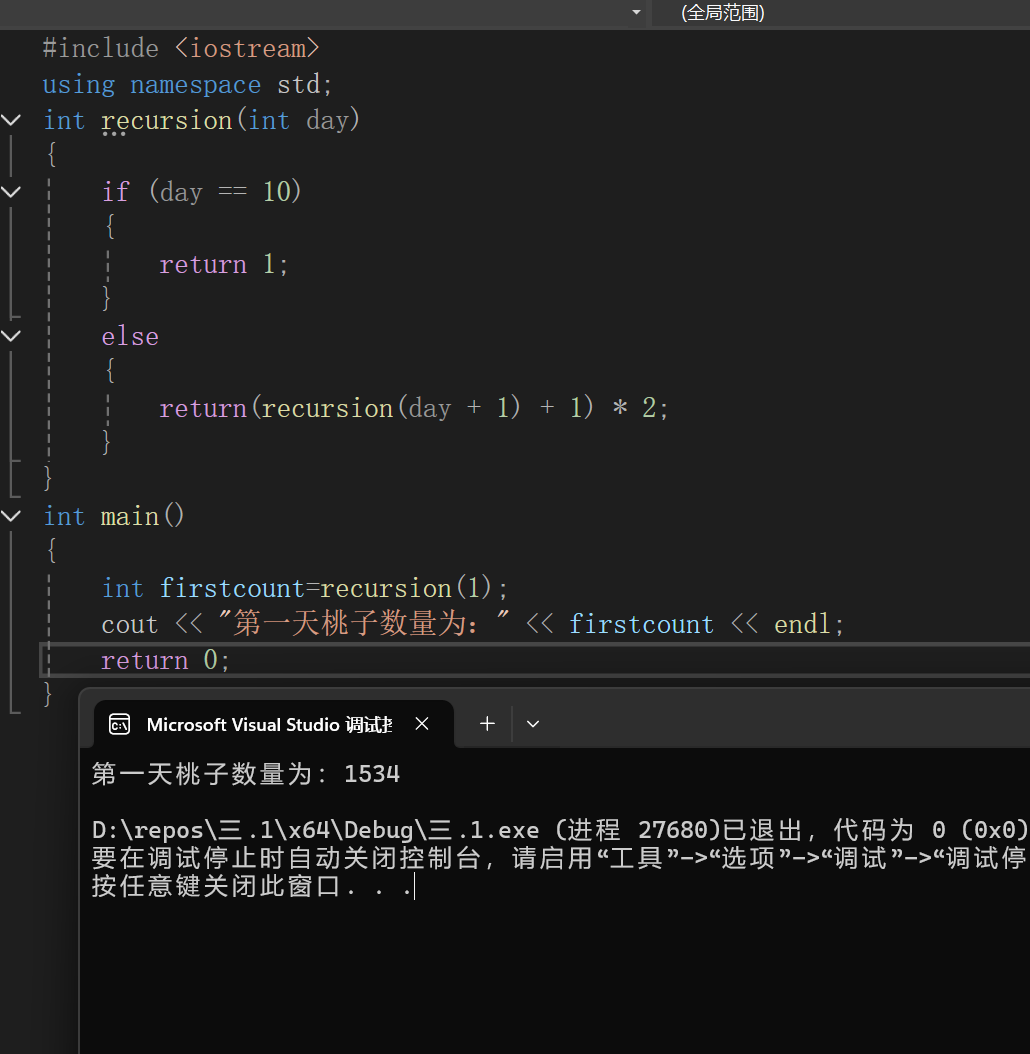 (全局范围)
#include <iostream>
using namespace std;
int recursion(int day)
{
if (day == 10)
{
return 1;
}
else
{
return(recursion(day + 1) + 1) * 2;
}
}
int main()
{
int firstcount=recursion(1);
cout << "第一天桃子数量为：" << firstcount << endl;
return 0;
}
Microsoft Visual Studio 调试
第一天桃子数量为：1534
D:\repos\三.1\x64\Debug\三.1.exe (进程 27680)已退出，代码为 0 (0x0)
要在调试停止时自动关闭控制台，请启用“工具”->“选项”->“调试”->“调试停
按任意键关闭此窗口. . .